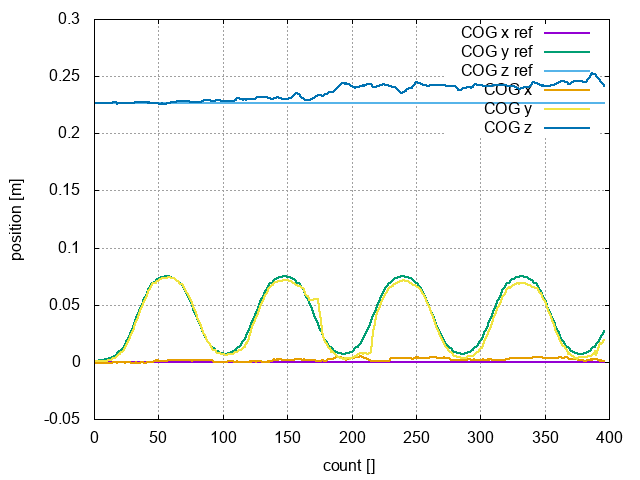 0.3
0.25
0.2
0.15
0.1
0.05
0
-0.05
position [m]
COG x ref
COG y ref
COG z ref
COG x
COG y
COG z
0 50 100 150 200 250 300 350 400
count []